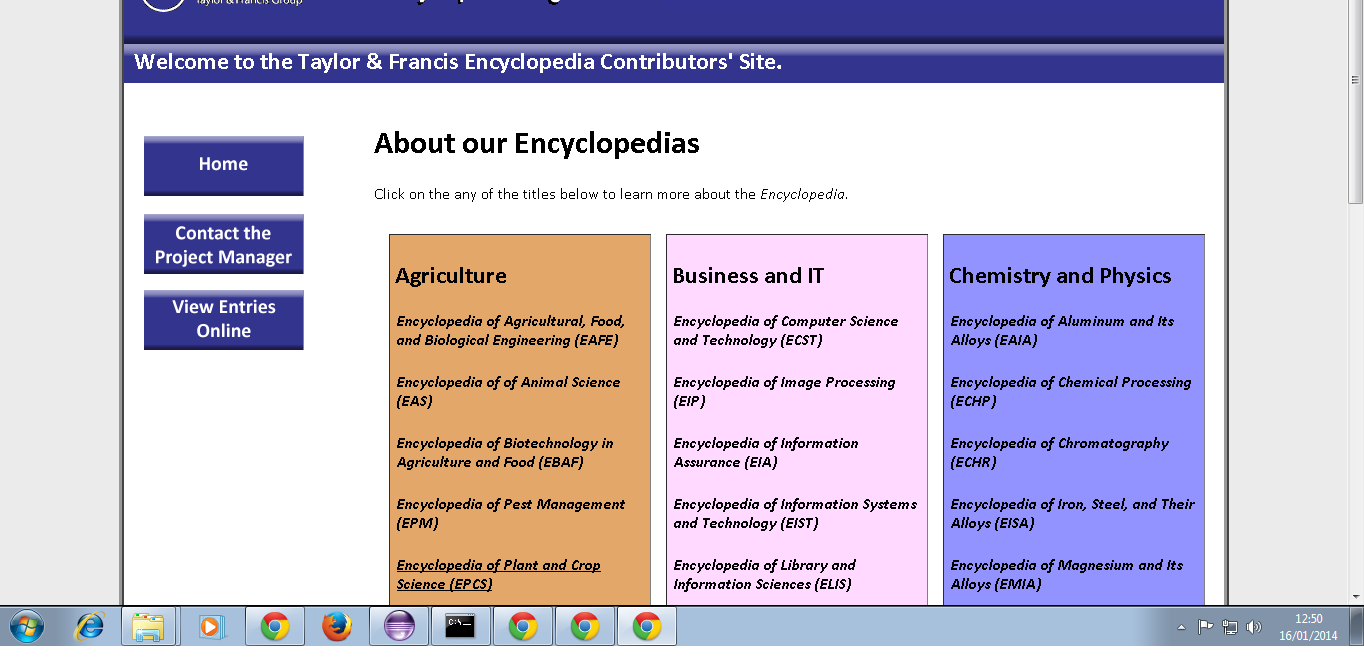 Taylor & Francis Group
Welcome to the Taylor & Francis Encyclopedia Contributors' Site.
Home
Contact the
Project Manager
View Entries
Online
About our Encyclopedias
Click on the any of the titles below to learn more about the Encyclopedia.
Agriculture
Encyclopedia of Agricultural, Food,
and Biological Engineering (EAFE)
Encyclopedia of of Animal Science
(EAS)
Encyclopedia of Biotechnology in
Agriculture and Food (EBAF)
Encyclopedia of Pest Management
(EPM)
Encyclopedia of Plant and Crop
Science (EPCS)
Business and IT
Encyclopedia of Computer Science
and Technology (ECST)
Encyclopedia of Image Processing
(EIP)
Encyclopedia of Information
Assurance (EIA)
Encyclopedia of Information Systems
and Technology (EIST)
Encyclopedia of Library and
Information Sciences (ELIS)
Chemistry and Physics
Encyclopedia of Aluminum and Its
Alloys (EAIA)
Encyclopedia of Chemical Processing
(ECHP)
Encyclopedia of Chromatography
(ECHR)
Encyclopedia of Iron, Steel, and Their
Alloys (EISA)
Encyclopedia of Magnesium and Its
Alloys (EMIA)
C:\
12:50
16/01/2014